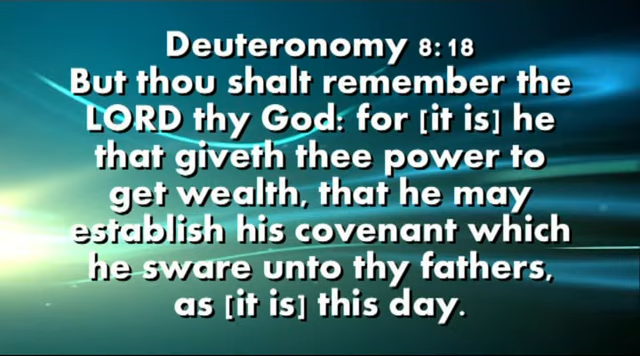 Deuteronomy 8:18
But thou shalt remember the
LORD thy God: for [it is] he
that giveth thee power to
get wealth, that he may
establish his covenant which
he sware unto thy fathers,
as [it is] this day.